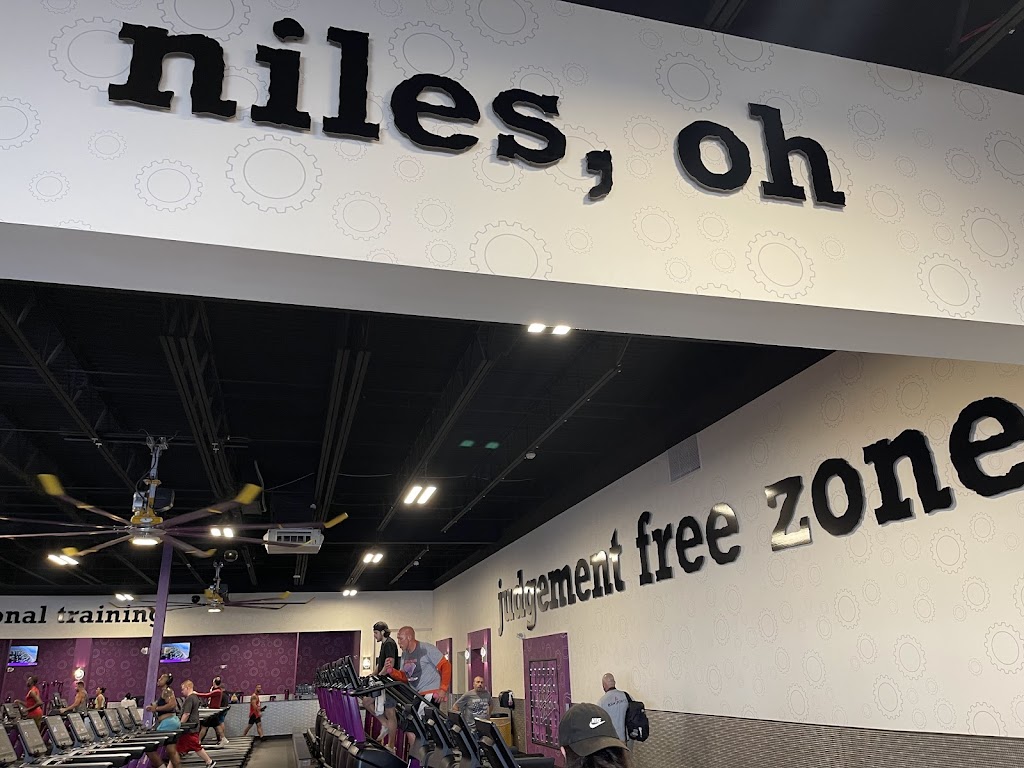 niles, oh
judgement free zone
onal training